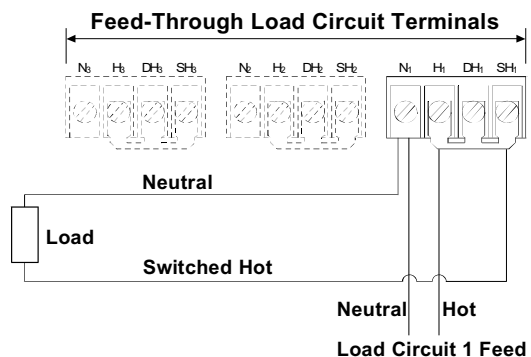 Feed-Through Load Circuit Terminals
N₃ H₃ DH₃ SH₃ N₂ H₂ DH₂ SH₂ N₁ H₁ DH₁ SH₁
Neutral
Load
Switched Hot
Neutral Hot
Load Circuit 1 Feed